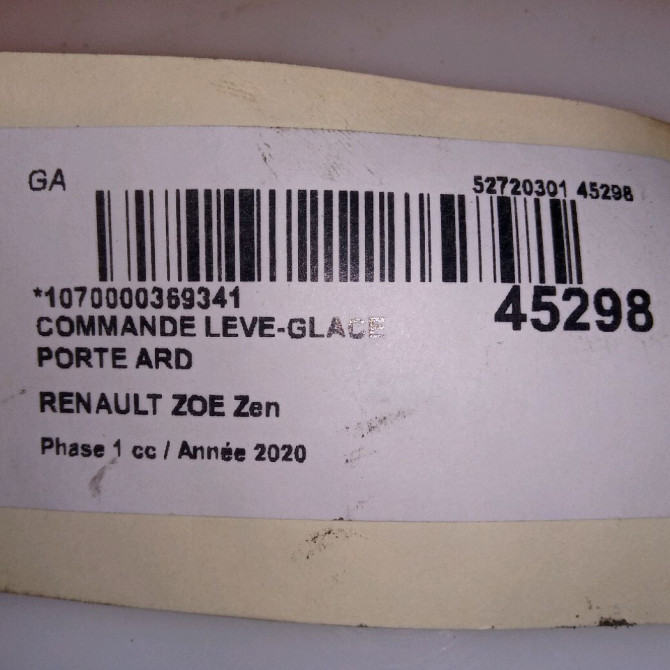 GA
52720301 45298
*1070000369341
45298
COMMANDE LEVE-GLACE
PORTE ARD
RENAULT ZOE Zen
Phase 1 cc / Année 2020